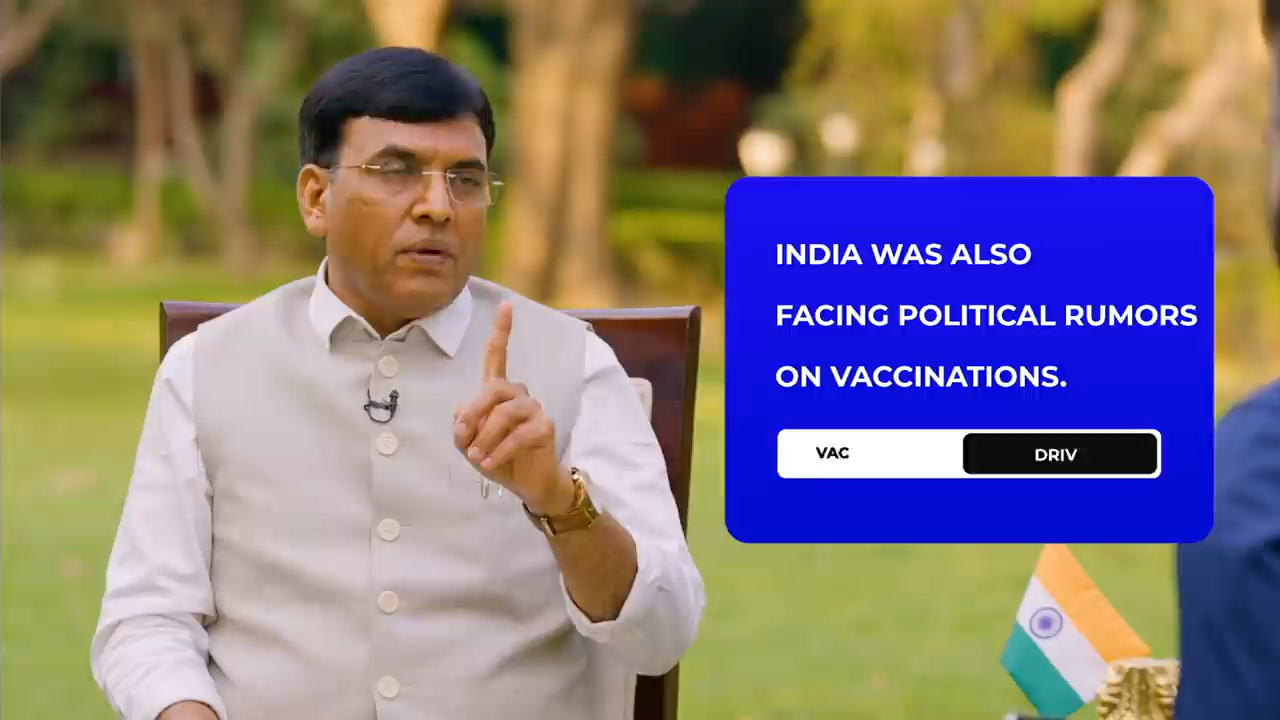 INDIA WAS ALSO
FACING POLITICAL RUMORS
ON VACCINATIONS.
VAC
DRIV